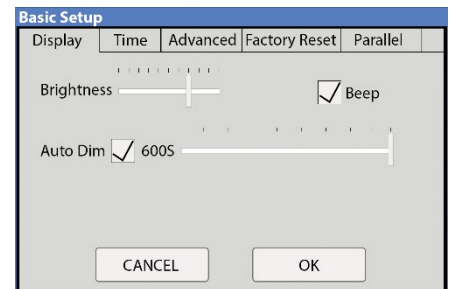 Basic Setup
Display Time Advanced Factory Reset Parallel
Brightness Beep
Auto Dim 600S
CANCEL OK